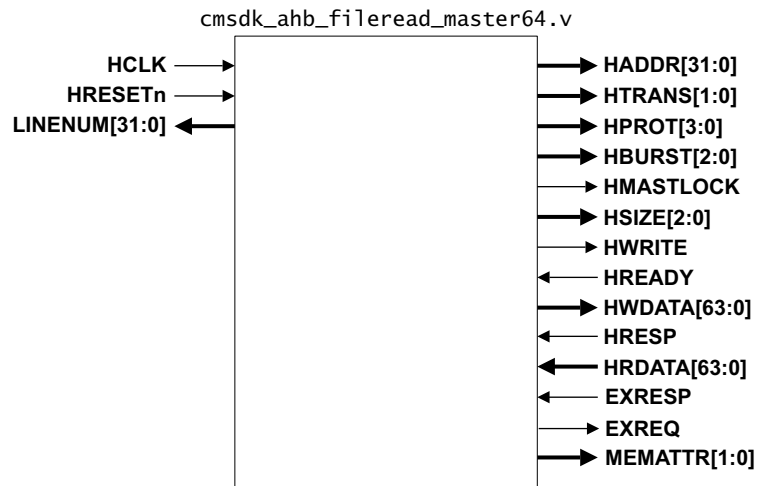 cmsdk_ahb_fileread_master64.v
HCLK
HRESETn
LINENUM[31:0]
HADDR[31:0]
HTRANS[1:0]
HPROT[3:0]
HBURST[2:0]
HMASTLOCK
HSIZE[2:0]
HWRITE
HREADY
HWDATA[63:0]
HRESP
HRDATA[63:0]
EXRESP
EXREQ
MEMATTR[1:0]